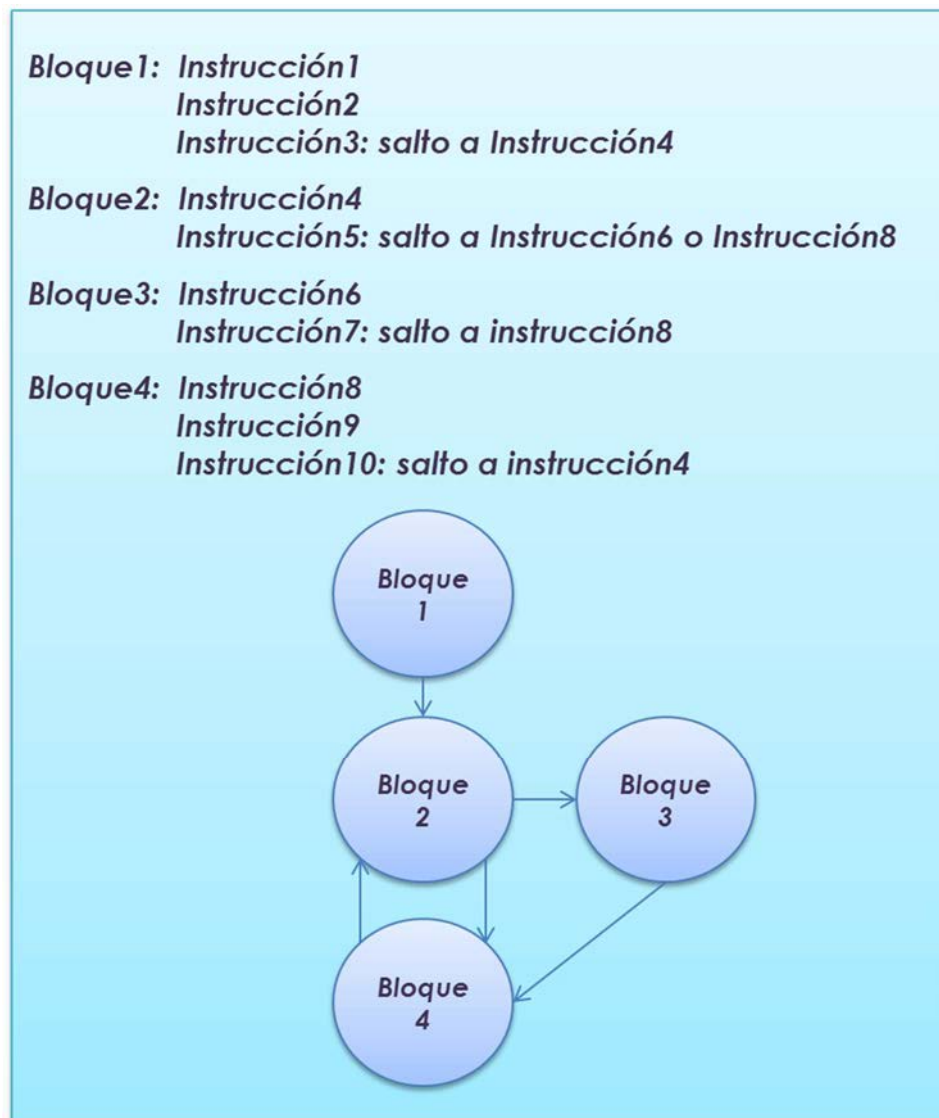 Bloque1: Instrucción1
Instrucción2
Instrucción3: salto a Instrucción4
Bloque2: Instrucción4
Instrucción5: salto a Instrucción6 o Instrucción8
Bloque3: Instrucción6
Instrucción7: salto a instrucción8
Bloque4: Instrucción8
Instrucción9
Instrucción10: salto a instrucción4
Bloque
1
Bloque
2
Bloque
3
Bloque
4